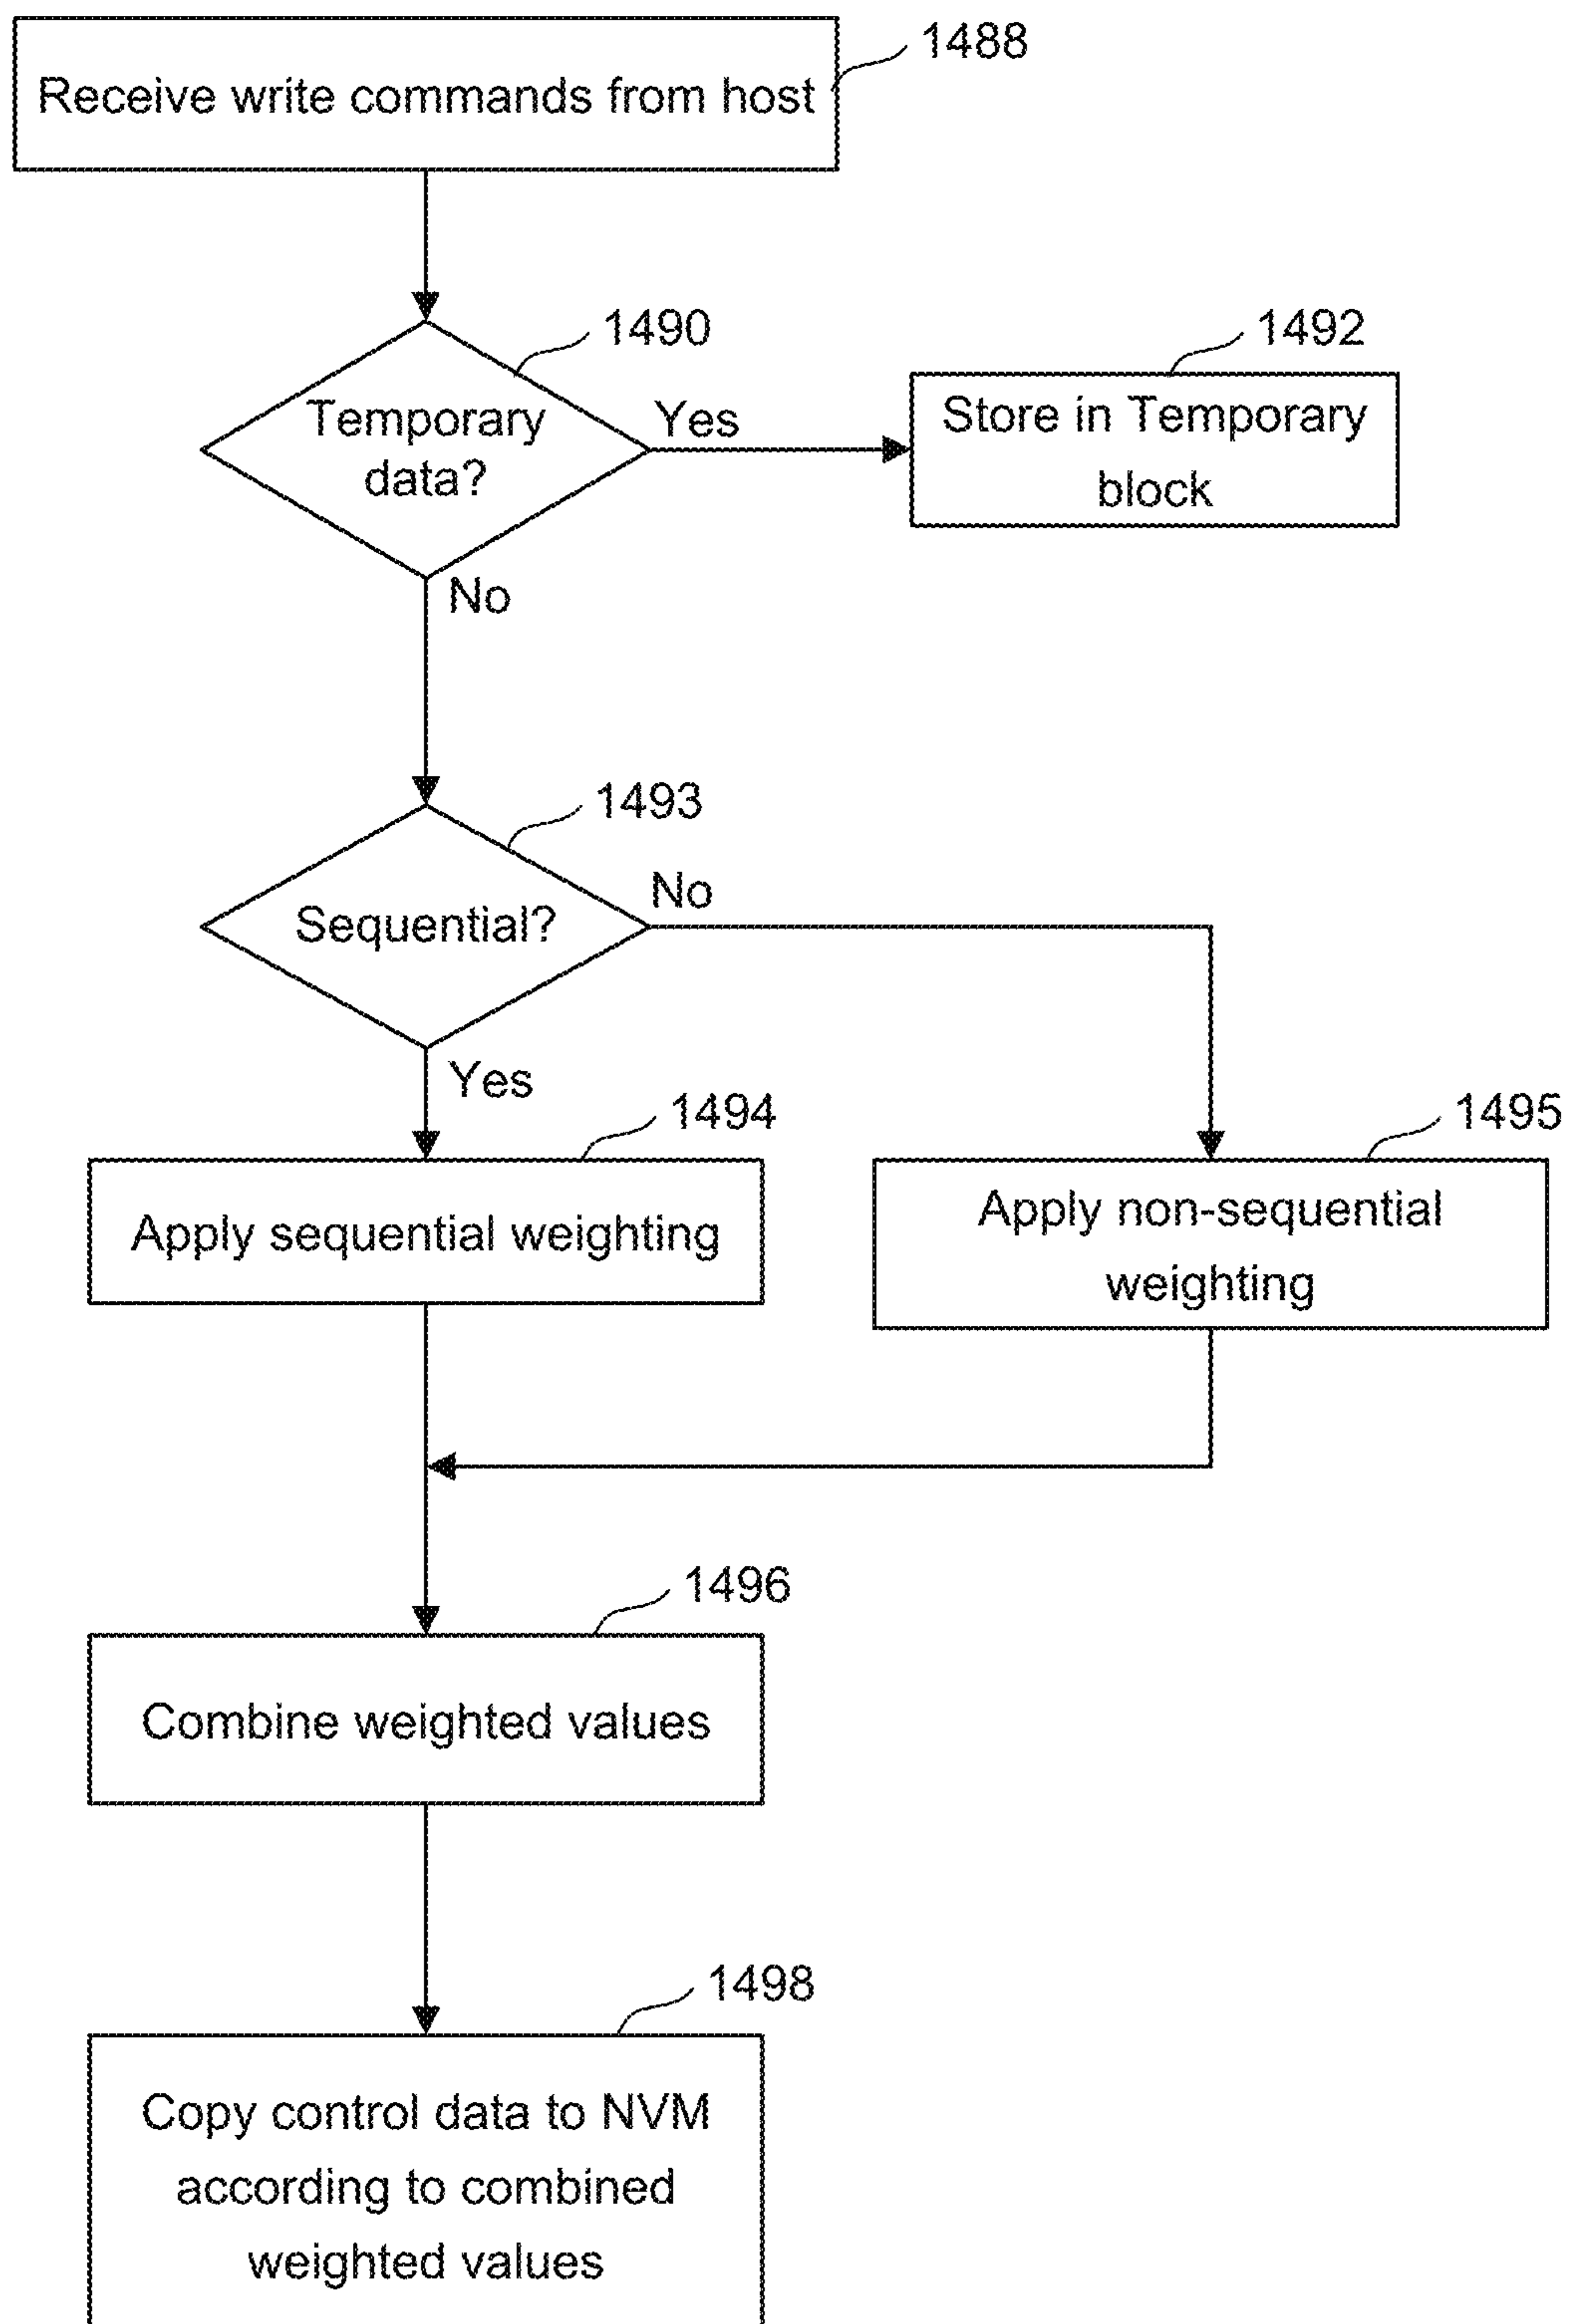 1488
Receive write commands from host
1490
Temporary
data?
Yes
1492
Store in Temporary
block
No
1493
Sequential?
No
Yes
1494
Apply sequential weighting
1495
Apply non-sequential
weighting
1496
Combine weighted values
1498
Copy control data to NVM
according to combined
weighted values